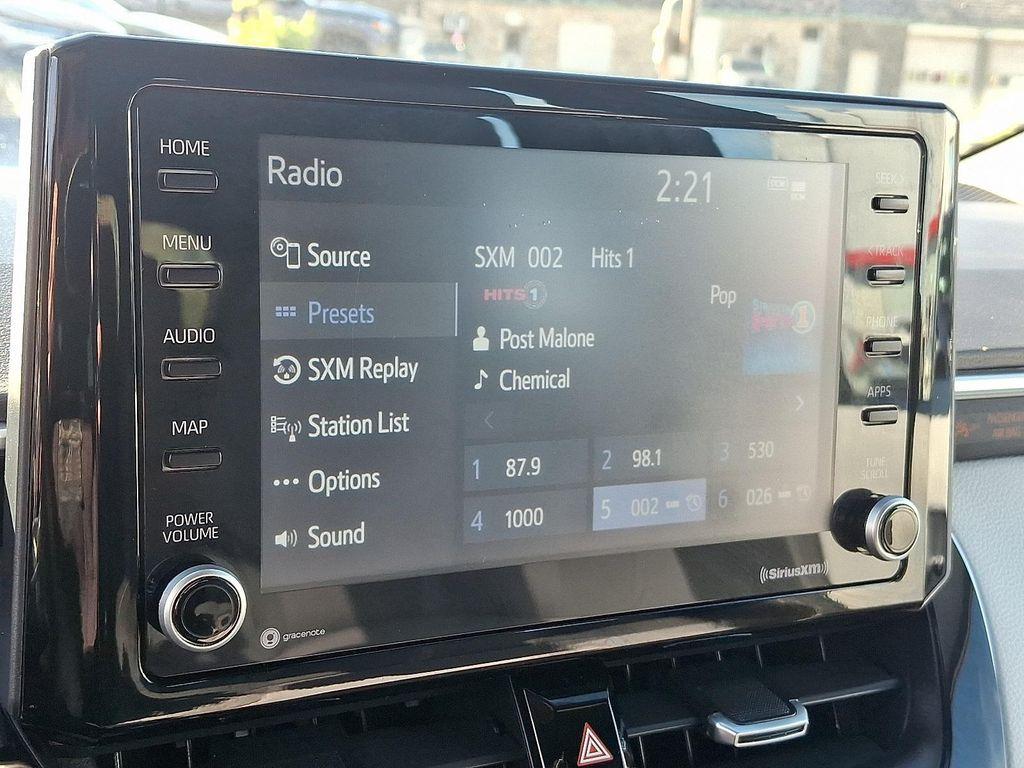 HOME
MENU
AUDIO
MAP
POWER
VOLUME
Radio
2:21
Source
Presets
SXM Replay
Station List
Options
Sound
SXM 002 Hits 1
HITS 1
Pop
Post Malone
Chemical
1 87.9
2 98.1
3 530
4 1000
5 002
6 026
SEEK >
< TRACK
PHONE
APPS
TUNE
SCROLL
gracenote
((SiriusXM))